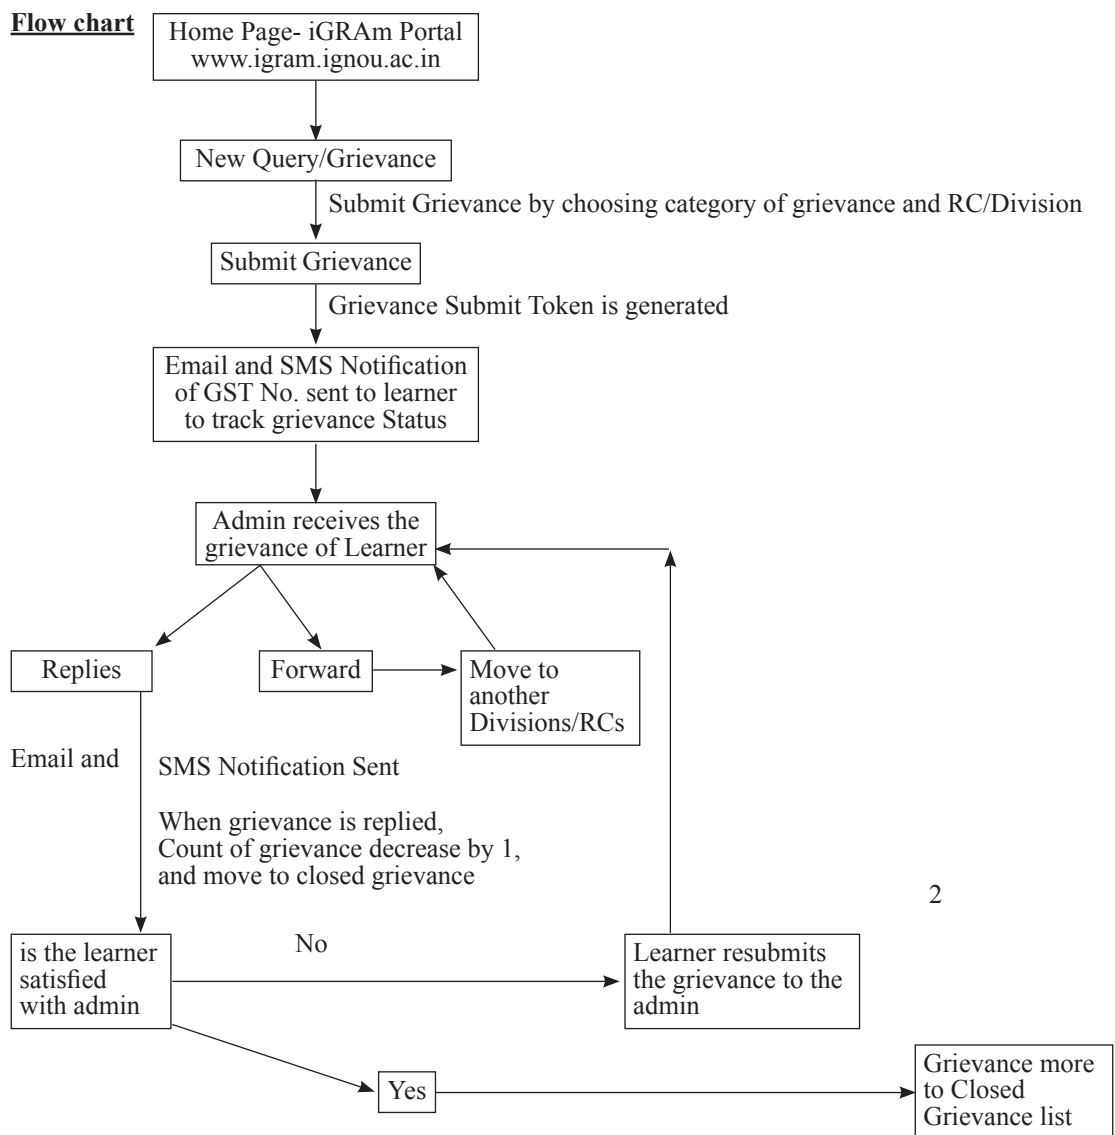 Flow chart
Home Page- iGRAm Portal
www.igram.ignou.ac.in
New Query/Grievance
Submit Grievance by choosing category of grievance and RC/Division
Submit Grievance
Grievance Submit Token is generated
Email and SMS Notification
of GST No. sent to learner
to track grievance Status
Admin receives the
grievance of Learner
Replies
Forward
Move to
another
Divisions/RCs
Email and
SMS Notification Sent
When grievance is replied,
Count of grievance decrease by 1,
and move to closed grievance
2
is the learner
satisfied
with admin
No
Learner resubmits
the grievance to the
admin
Yes
Grievance more
to Closed
Grievance list